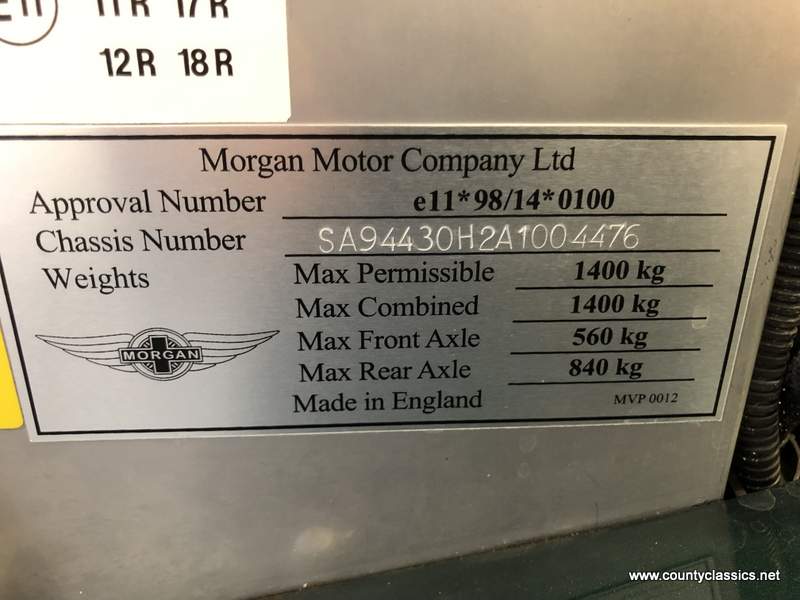 E11 11R 17R
12R 18R
Morgan Motor Company Ltd
Approval Number e11*98/14*0100
Chassis Number SA94430H2A1004476
Weights Max Permissible 1400 kg
Max Combined 1400 kg
MORGAN Max Front Axle 560 kg
Max Rear Axle 840 kg
Made in England MVP 0012
www.countyclassics.net